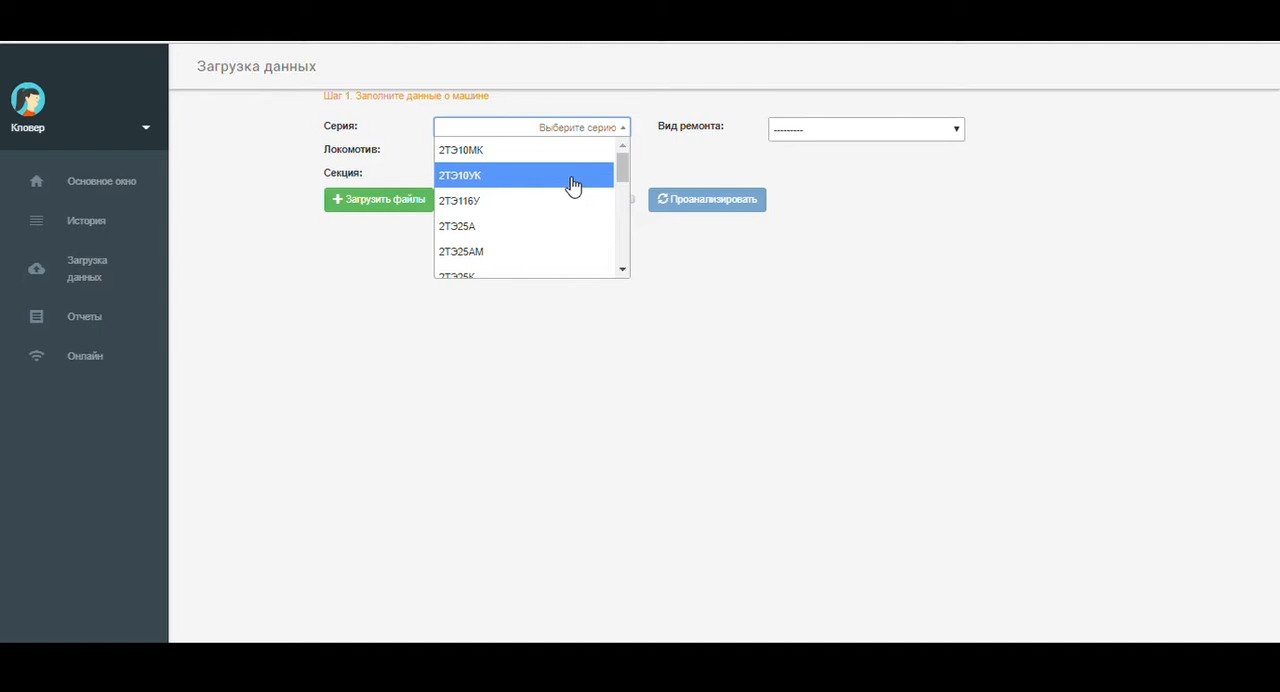 Загрузка данных
Кловер
Основное окно
История
Загрузка
данных
Отчеты
Онлайн
Шаг 1. Заполните данные о машине
Серия:
Выберите серию
Вид ремонта:
---------
Локомотив:
Секция:
2ТЭ10МК
2ТЭ10УК
2ТЭ116У
2ТЭ25А
2ТЭ25АМ
2ТЭ25К
Загрузить файлы
Проанализировать